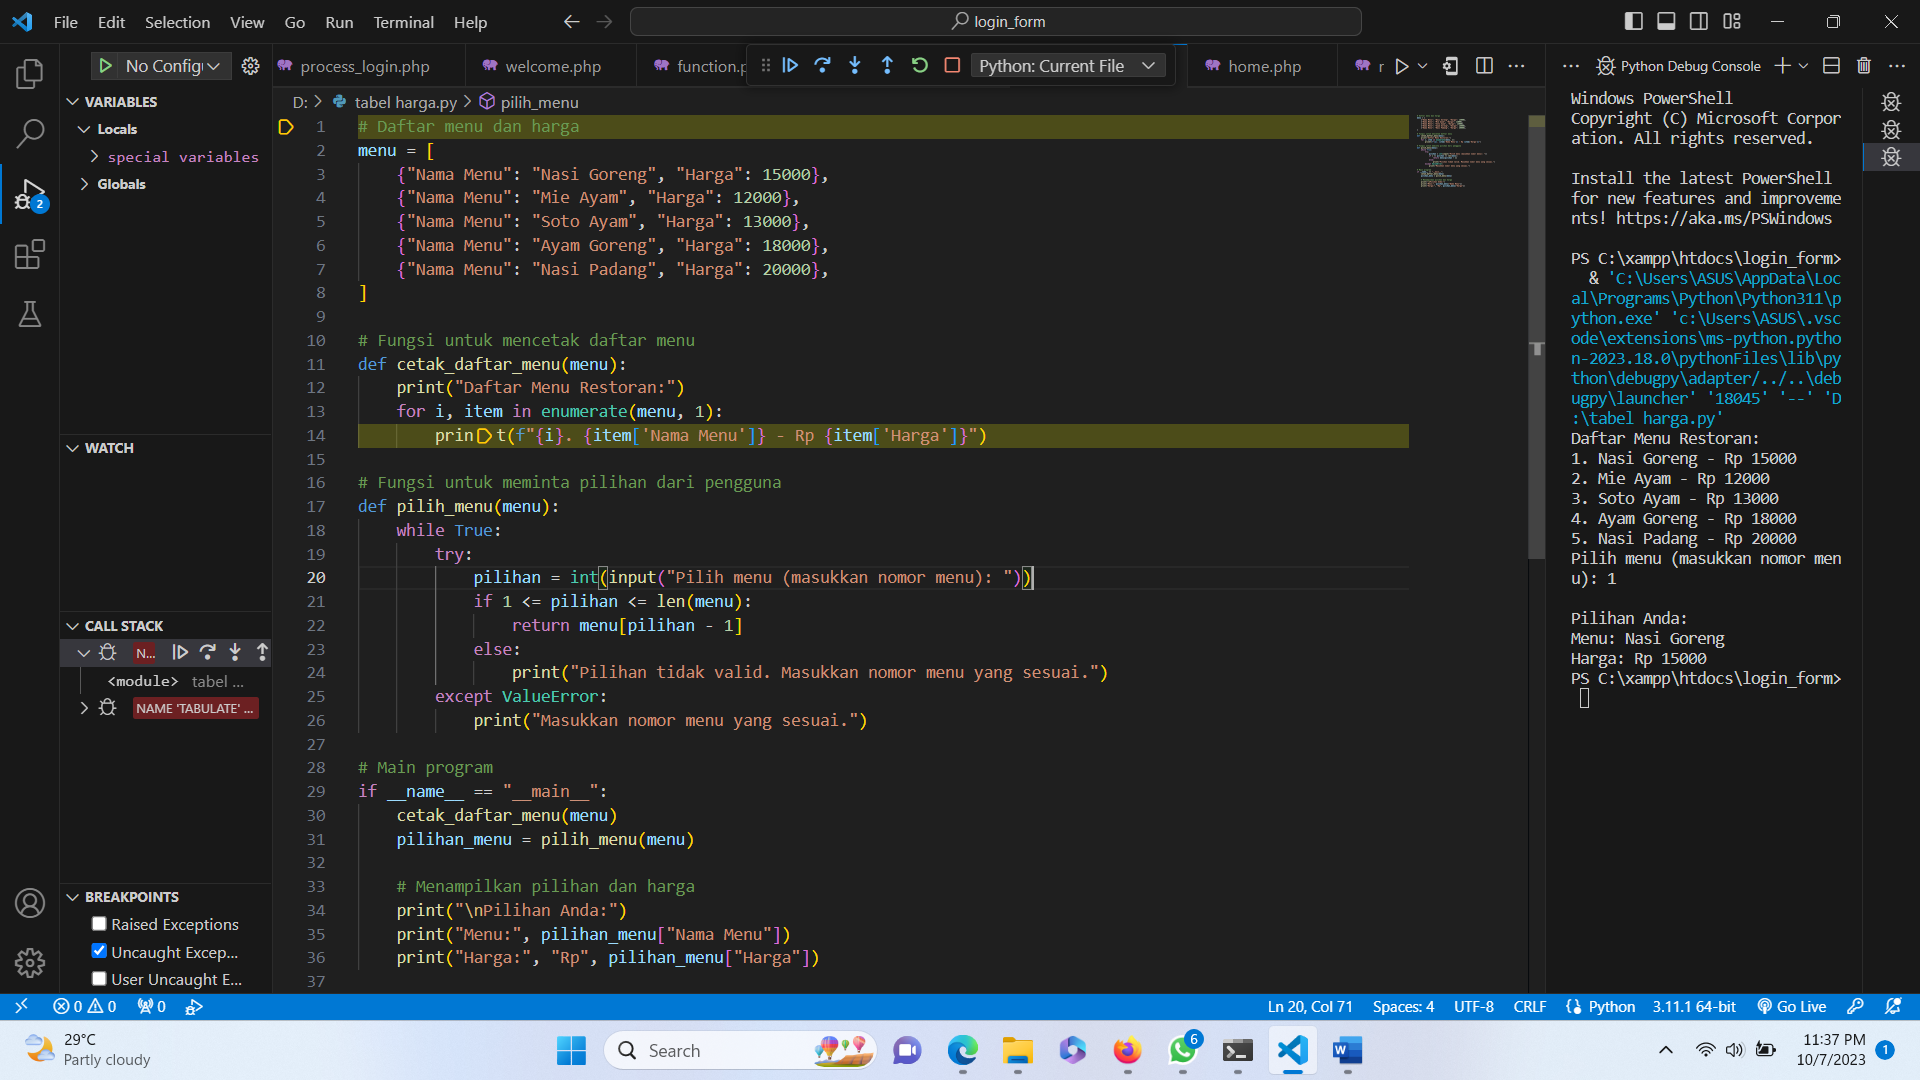 File Edit Selection View Go Run Terminal Help
login_form
No Config
process_login.php
welcome.php
function.p
Python: Current File
home.php
r
Python Debug Console
D: > tabel harga.py > pilih_menu
VARIABLES
Locals
special variables
Globals
WATCH
CALL STACK
N...
<module> tabel ...
NAME 'TABULATE' ...
BREAKPOINTS
Raised Exceptions
Uncaught Excep...
User Uncaught E...
2
1 # Daftar menu dan harga
2 menu = [
3 {"Nama Menu": "Nasi Goreng", "Harga": 15000},
4 {"Nama Menu": "Mie Ayam", "Harga": 12000},
5 {"Nama Menu": "Soto Ayam", "Harga": 13000},
6 {"Nama Menu": "Ayam Goreng", "Harga": 18000},
7 {"Nama Menu": "Nasi Padang", "Harga": 20000},
8 ]
9
10 # Fungsi untuk mencetak daftar menu
11 def cetak_daftar_menu(menu):
12 print("Daftar Menu Restoran:")
13 for i, item in enumerate(menu, 1):
14 print(f"{i}. {item['Nama Menu']} - Rp {item['Harga']}")
15
16 # Fungsi untuk meminta pilihan dari pengguna
17 def pilih_menu(menu):
18 while True:
19 try:
20 pilihan = int(input("Pilih menu (masukkan nomor menu): "))
21 if 1 <= pilihan <= len(menu):
22 return menu[pilihan - 1]
23 else:
24 print("Pilihan tidak valid. Masukkan nomor menu yang sesuai.")
25 except ValueError:
26 print("Masukkan nomor menu yang sesuai.")
27
28 # Main program
29 if __name__ == "__main__":
30 cetak_daftar_menu(menu)
31 pilihan_menu = pilih_menu(menu)
32
33 # Menampilkan pilihan dan harga
34 print("\nPilihan Anda:")
35 print("Menu:", pilihan_menu["Nama Menu"])
36 print("Harga:", "Rp", pilihan_menu["Harga"])
37
Windows PowerShell
Copyright (C) Microsoft Corpor
ation. All rights reserved.
Install the latest PowerShell
for new features and improveme
nts! https://aka.ms/PSWindows
PS C:\xampp\htdocs\login_form>
& 'C:\Users\ASUS\AppData\Loc
al\Programs\Python\Python311\p
ython.exe' 'c:\Users\ASUS\.vsc
ode\extensions\ms-python.pytho
n-2023.18.0\pythonFiles\lib\py
thon\debugpy\adapter/../..\deb
ugpy\launcher' '18045' '--' 'D
:\tabel harga.py'
Daftar Menu Restoran:
1. Nasi Goreng - Rp 15000
2. Mie Ayam - Rp 12000
3. Soto Ayam - Rp 13000
4. Ayam Goreng - Rp 18000
5. Nasi Padang - Rp 20000
Pilih menu (masukkan nomor men
u): 1
Pilihan Anda:
Menu: Nasi Goreng
Harga: Rp 15000
PS C:\xampp\htdocs\login_form>
0 0 0
Ln 20, Col 71 Spaces: 4 UTF-8 CRLF Python 3.11.1 64-bit Go Live
29°C
Partly cloudy
Search
6
W
11:37 PM
10/7/2023
1